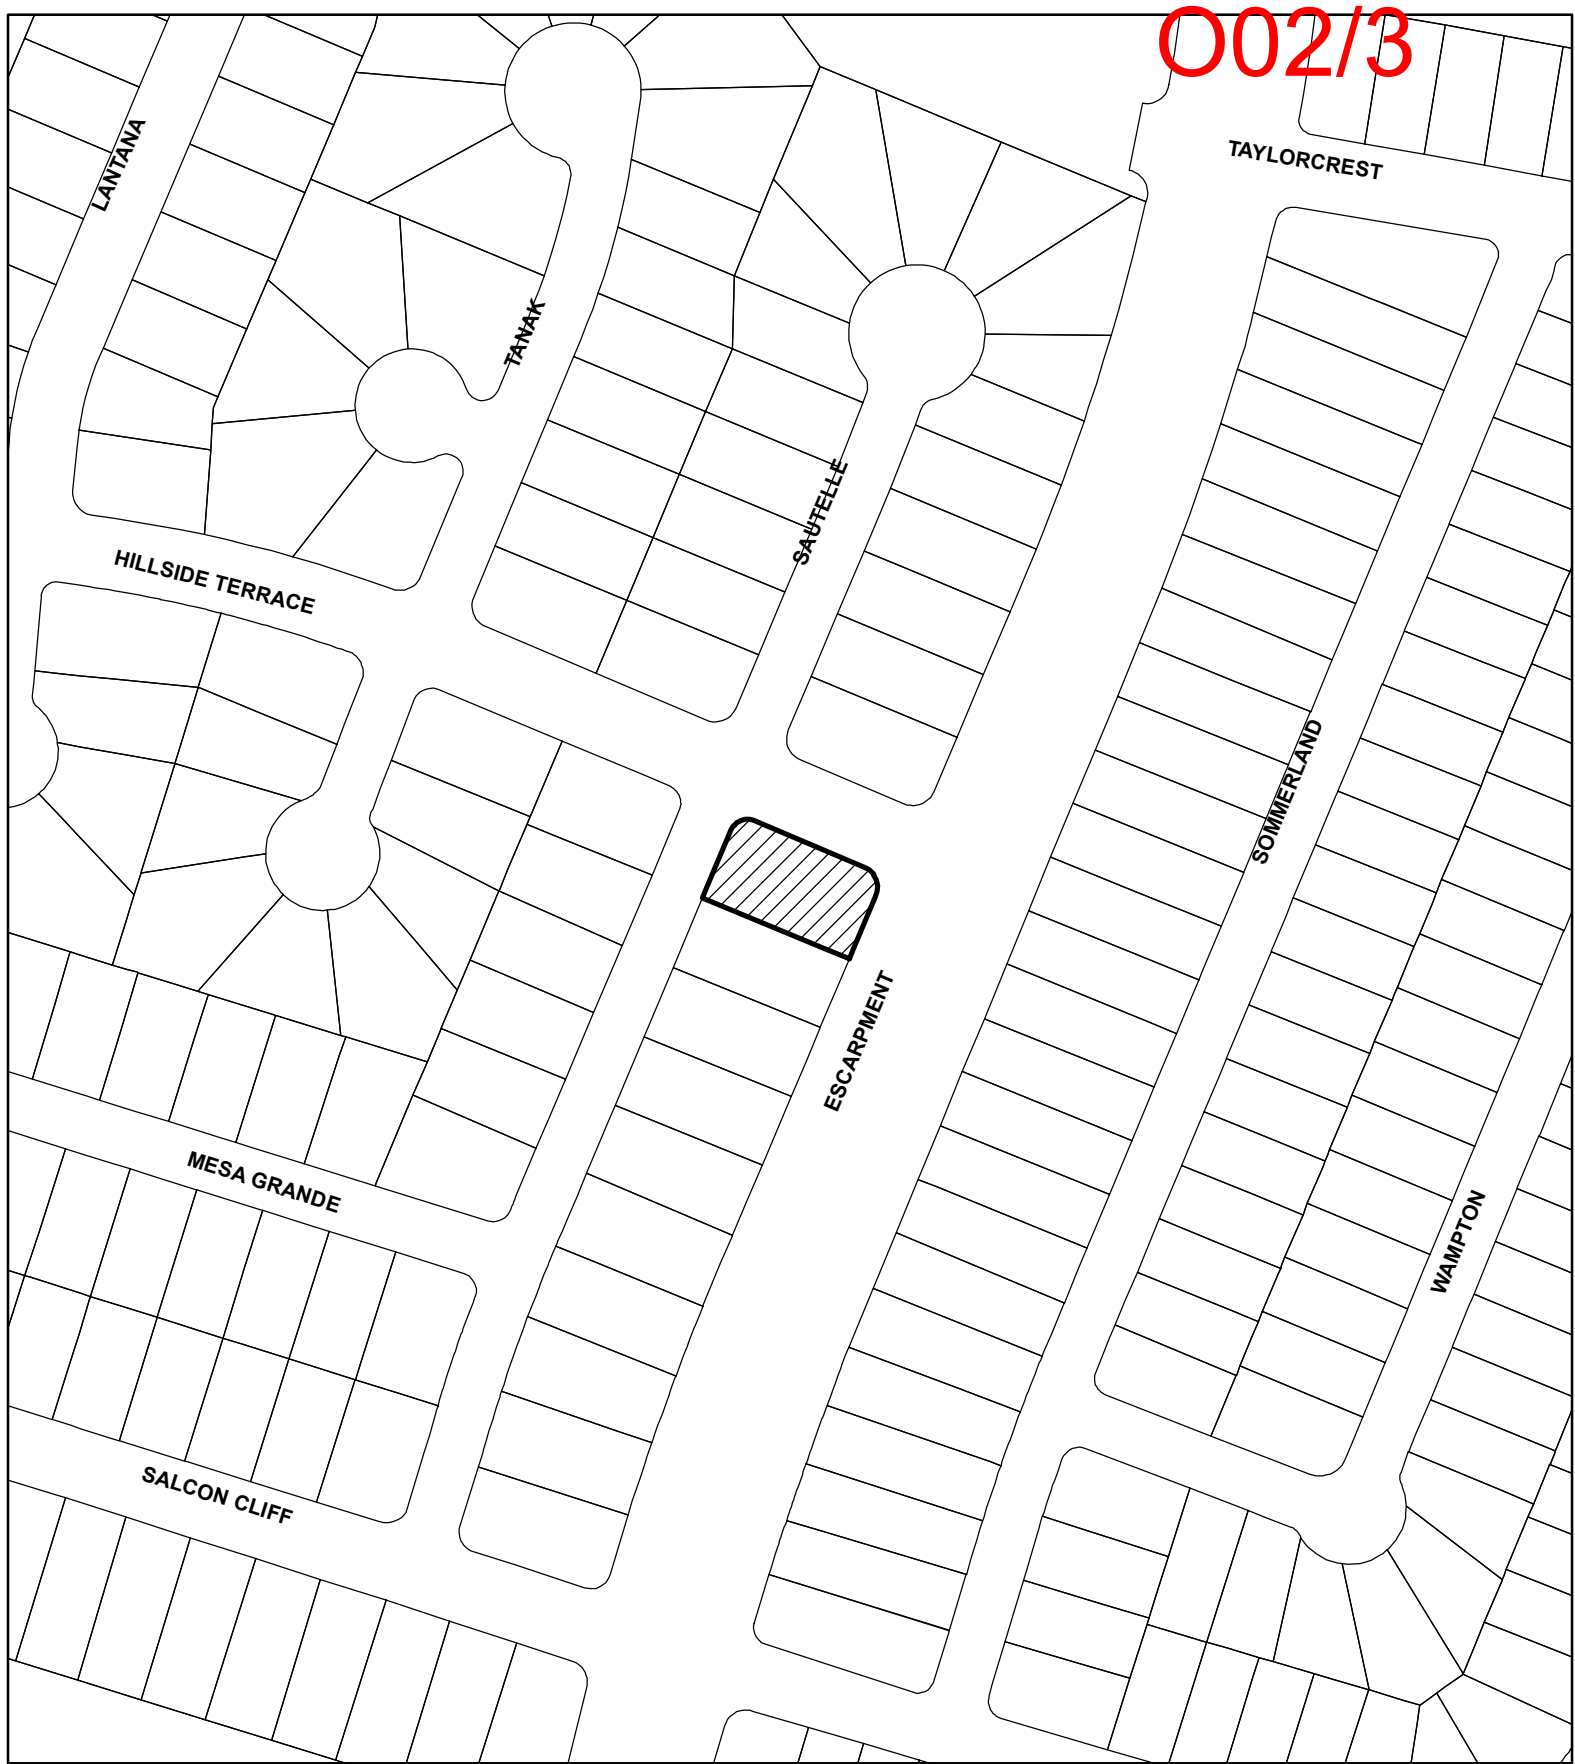 O02/3
TAYLORCREST
LANTANA
TANAK
SAUTELLE
HILLSIDE TERRACE
SOMMERLAND
ESCARPMENT
MESA GRANDE
WAMPTON
SALCON CLIFF